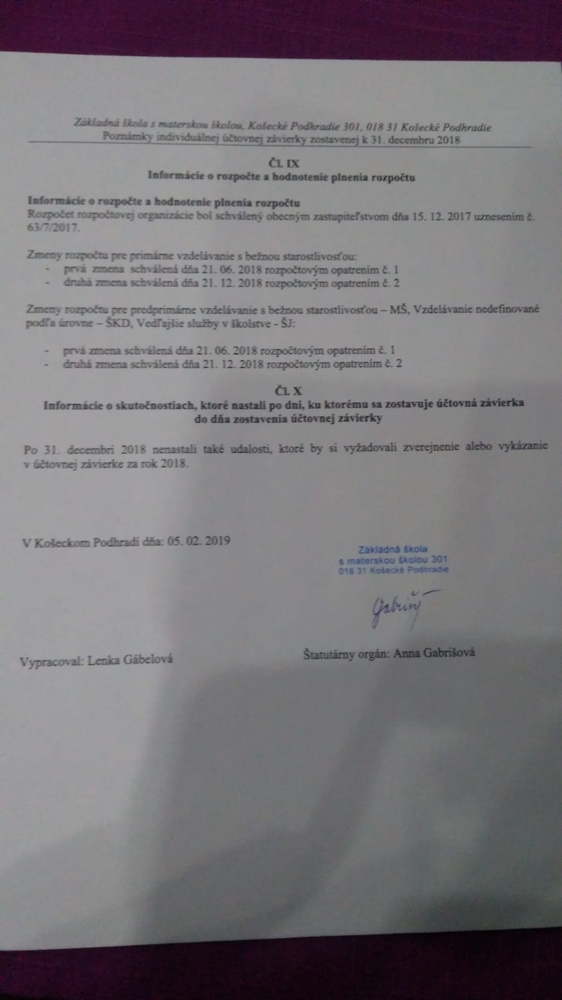 Základná škola s materskou školou, Košecké Podhradie 301, 018 31 Košecké Podhradie
Poznámky individuálnej účtovnej závierky zostavenej k 31. decembru 2018
Čl. IX
Informácie o rozpočte a hodnotenie plnenia rozpočtu
Informácie o rozpočte a hodnotenie plnenia rozpočtu
Rozpočet rozpočtovej organizácie bol schválený obecným zastupiteľstvom dňa 15. 12. 2017 uznesením č.
63/7/2017.
Zmeny rozpočtu pre primárne vzdelávanie s bežnou starostlivosťou:
- prvá zmena schválená dňa 21. 06. 2018 rozpočtovým opatrením č. 1
- druhá zmena schválená dňa 21. 12. 2018 rozpočtovým opatrením č. 2
Zmeny rozpočtu pre predprimárne vzdelávanie s bežnou starostlivosťou – MŠ, Vzdelávanie nedefinované
podľa úrovne – ŠKD, Vedľajšie služby v školstve - ŠJ:
- prvá zmena schválená dňa 21. 06. 2018 rozpočtovým opatrením č. 1
- druhá zmena schválená dňa 21. 12. 2018 rozpočtovým opatrením č. 2
Čl. X
Informácie o skutočnostiach, ktoré nastali po dni, ku ktorému sa zostavuje účtovná závierka
do dňa zostavenia účtovnej závierky
Po 31. decembri 2018 nenastali také udalosti, ktoré by si vyžadovali zverejnenie alebo vykázanie
v účtovnej závierke za rok 2018.
V Košeckom Podhradí dňa: 05. 02. 2019
Základná škola
s materskou školou 301
018 31 Košecké Podhradie
Vypracoval: Lenka Gábelová
Štatutárny orgán: Anna Gabrišová